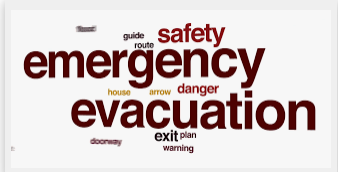 guide
safety
route
emergency
house arrow danger
evacuation
doorway
exit plan
warning